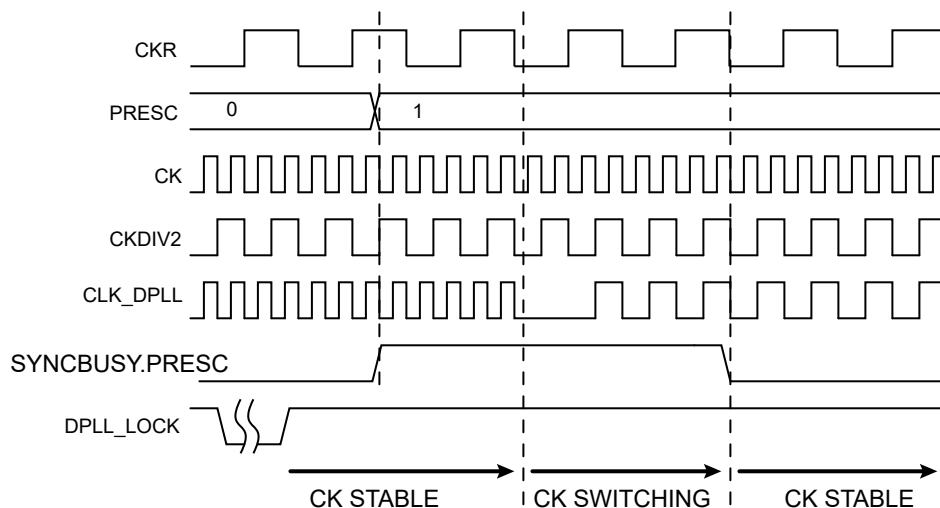 CKR
PRESC 0 1
CK
CKDIV2
CLK_DPLL
SYNCBUSY.PRESC
DPLL_LOCK
CK STABLE CK SWITCHING CK STABLE